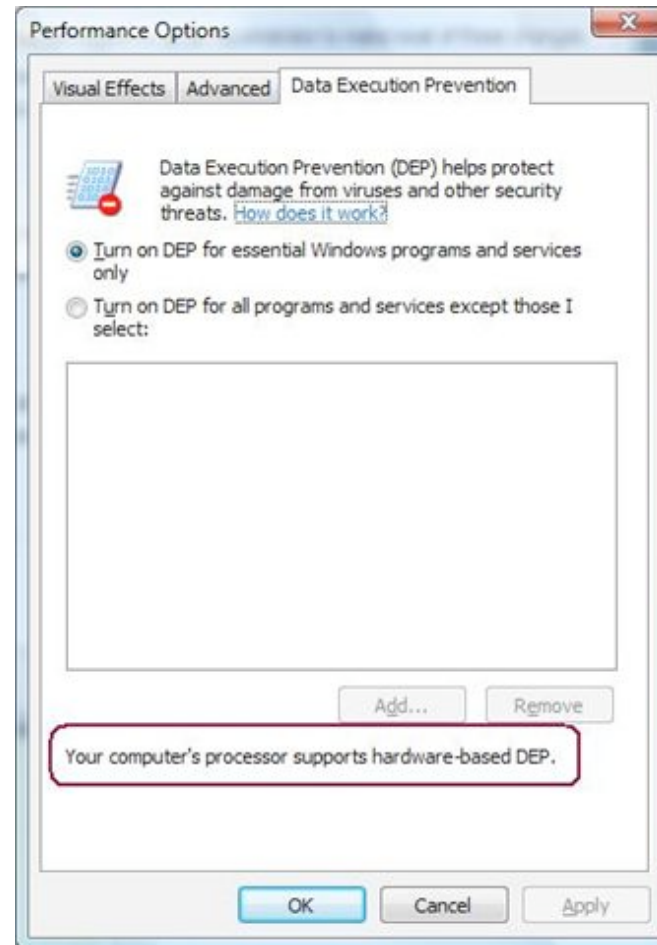 Performance Options
Visual Effects
Advanced
Data Execution Prevention
Data Execution Prevention (DEP) helps protect
against damage from viruses and other security
threats. How does it work?
Turn on DEP for essential Windows programs and services
only
Turn on DEP for all programs and services except those I
select:
Add...
Remove
Your computer's processor supports hardware-based DEP.
OK
Cancel
Apply